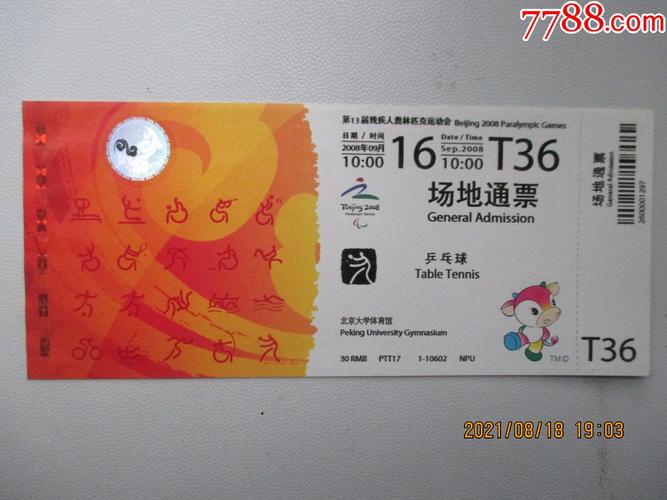 7788.com
第13届残疾人奥林匹克运动会 Beijing 2008 Paralympic Games
日期 / 时间
2008年09月
10:00
16
Date / Time
Sep.2008
10:00
T36
场地通票
General Admission
Beijing 2008
Paralympic Games
乒乓球
Table Tennis
北京大学体育馆
Peking University Gymnasium
30 RMB PTT17 1-10602 NPU
TM©
场地通票
General Admission
2600001297
T36
2021/08/18 19:03